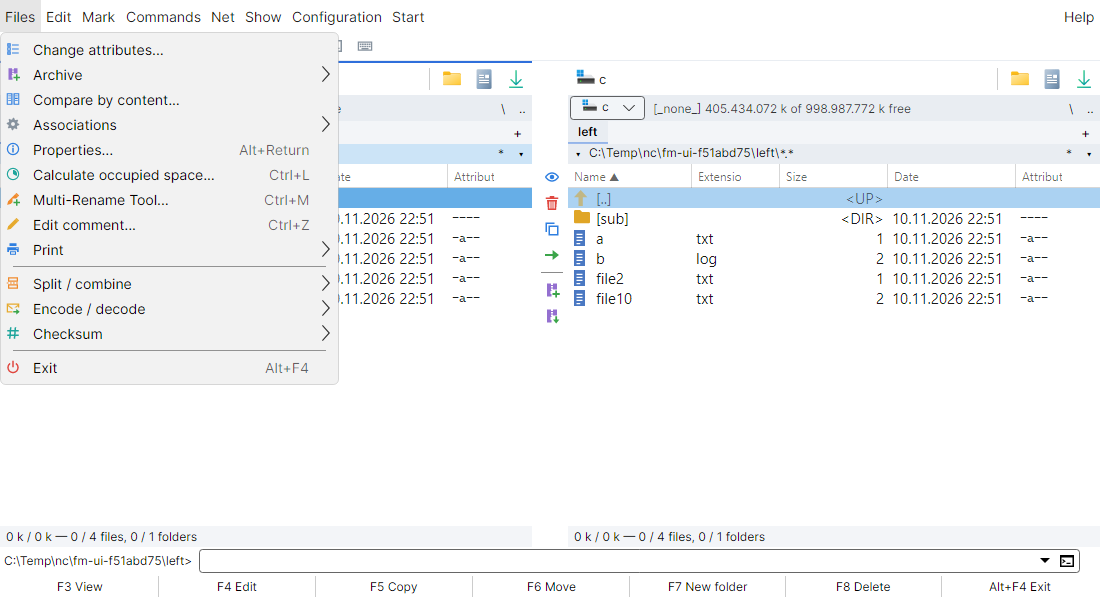 Files Edit Mark Commands Net Show Configuration Start Help
Change attributes...
Archive
Compare by content...
Associations
Properties... Alt+Return
Calculate occupied space... Ctrl+L
Multi-Rename Tool... Ctrl+M
Edit comment... Ctrl+Z
Print
Split / combine
Encode / decode
Checksum
Exit Alt+F4
\ ..
+
* 
Attribut
10.11.2026 22:51 ----
10.11.2026 22:51 -a--
10.11.2026 22:51 -a--
10.11.2026 22:51 -a--
10.11.2026 22:51 -a--
c
c [_none_] 405.434.072 k of 998.987.772 k free \ ..
left +
C:\Temp\nc\fm-ui-f51abd75\left\*.* *
Name Extensio Size Date Attribut
[..] <UP>
[sub] <DIR> 10.11.2026 22:51 ----
a txt 1 10.11.2026 22:51 -a--
b log 2 10.11.2026 22:51 -a--
file2 txt 1 10.11.2026 22:51 -a--
file10 txt 2 10.11.2026 22:51 -a--
0 k / 0 k — 0 / 4 files, 0 / 1 folders
0 k / 0 k — 0 / 4 files, 0 / 1 folders
C:\Temp\nc\fm-ui-f51abd75\left>
F3 View F4 Edit F5 Copy F6 Move F7 New folder F8 Delete Alt+F4 Exit